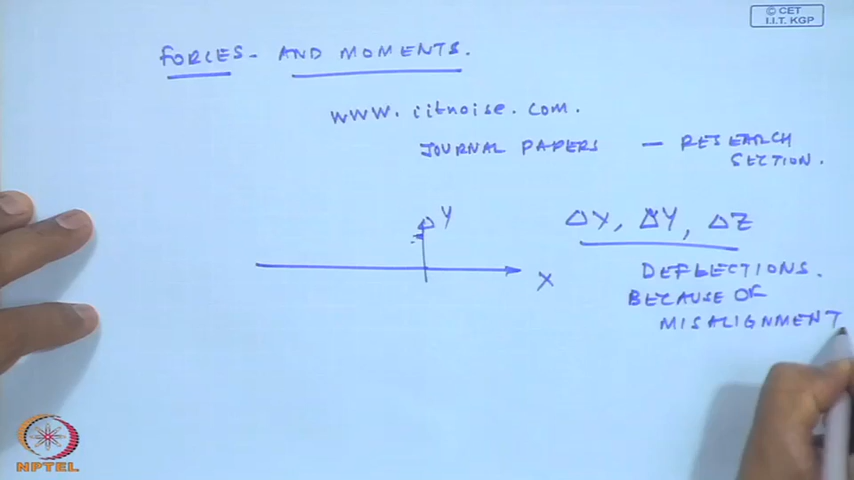 © CET
I.I.T. KGP
FORCES - AND MOMENTS.
www.iitnoise.com.
JOURNAL PAPERS — RESEARCH
SECTION.
Y
ΔX, ΔY, ΔZ
X
DEFLECTIONS.
BECAUSE OF
MISALIGNMENT
NPTEL